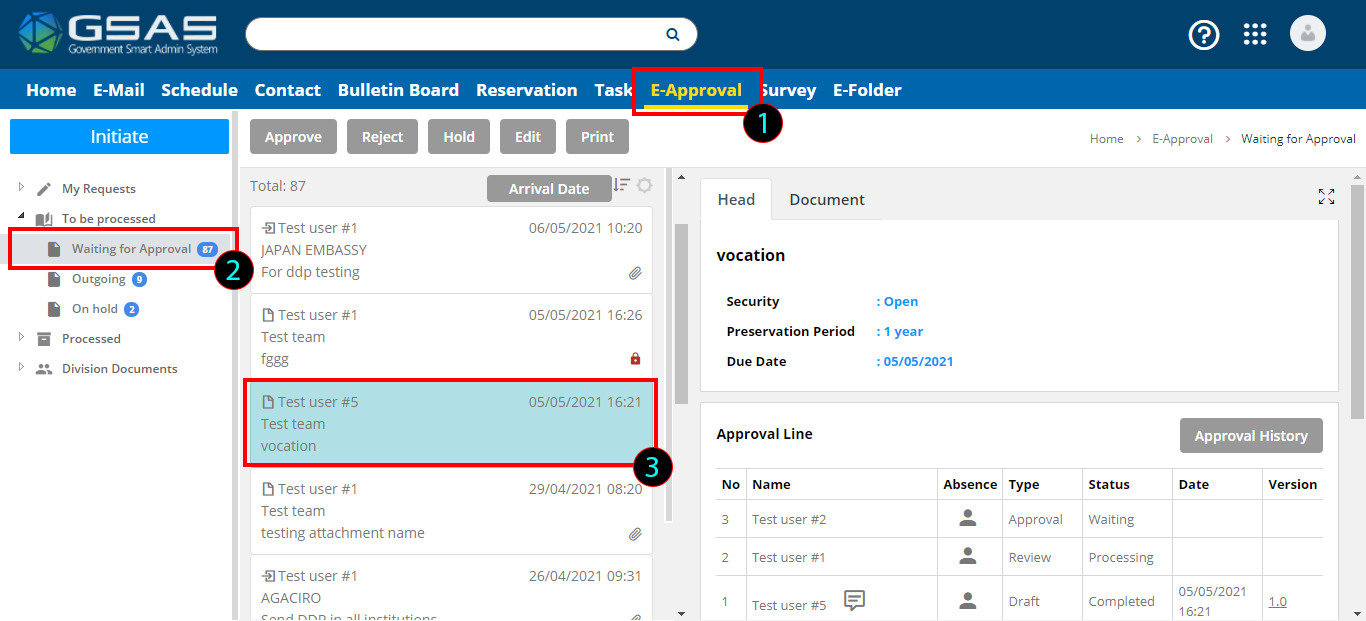 GSAS
Government Smart Admin System
Home E-Mail Schedule Contact Bulletin Board Reservation Task E-Approval Survey E-Folder
1
Initiate
Approve Reject Hold Edit Print
Home > E-Approval > Waiting for Approval
My Requests
To be processed
Waiting for Approval 87
2
Outgoing 9
On hold 2
Processed
Division Documents
Total: 87 Arrival Date
Test user #1 06/05/2021 10:20
JAPAN EMBASSY
For ddp testing
Test user #1 05/05/2021 16:26
Test team
fggg
Test user #5 05/05/2021 16:21
Test team
vocation
3
Test user #1 29/04/2021 08:20
Test team
testing attachment name
Test user #1 26/04/2021 09:31
AGACIRO
Send DDP in all institutions
Head Document
vocation
Security : Open
Preservation Period : 1 year
Due Date : 05/05/2021
Approval Line Approval History
No Name Absence Type Status Date Version
3 Test user #2 Approval Waiting
2 Test user #1 Review Processing
1 Test user #5 Draft Completed 05/05/2021 16:21 1.0